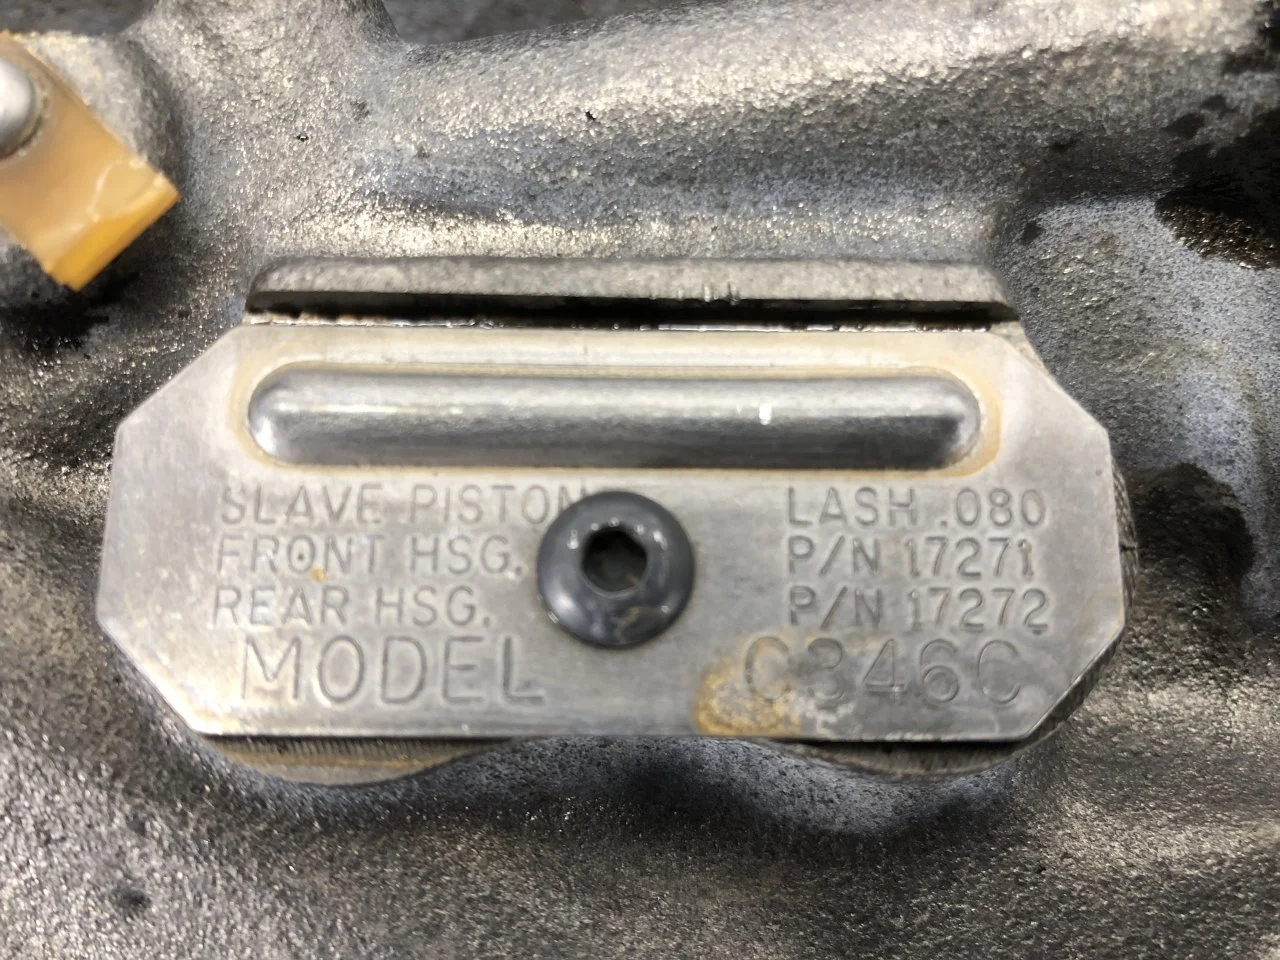 SLAVE PISTON LASH .080
FRONT HSG. P/N 17271
REAR HSG. P/N 17272
MODEL C346C